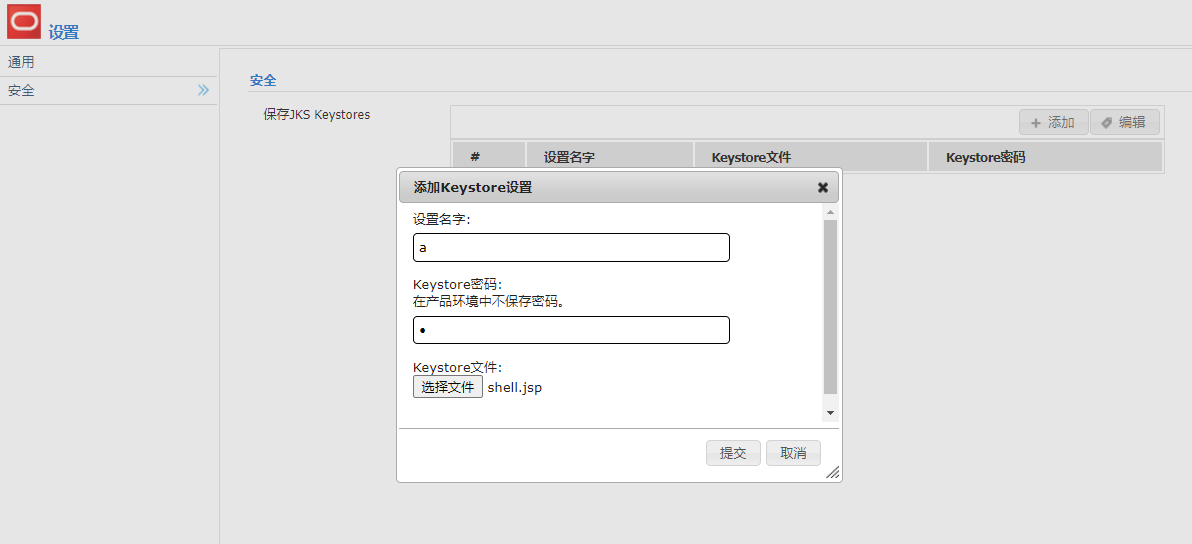 设置
通用
安全
安全
保存JKS Keystores
添加
编辑
# 设置名字 Keystore文件 Keystore密码
添加Keystore设置
设置名字:
a
Keystore密码:
在产品环境中不保存密码。
•
Keystore文件:
选择文件 shell.jsp
提交 取消